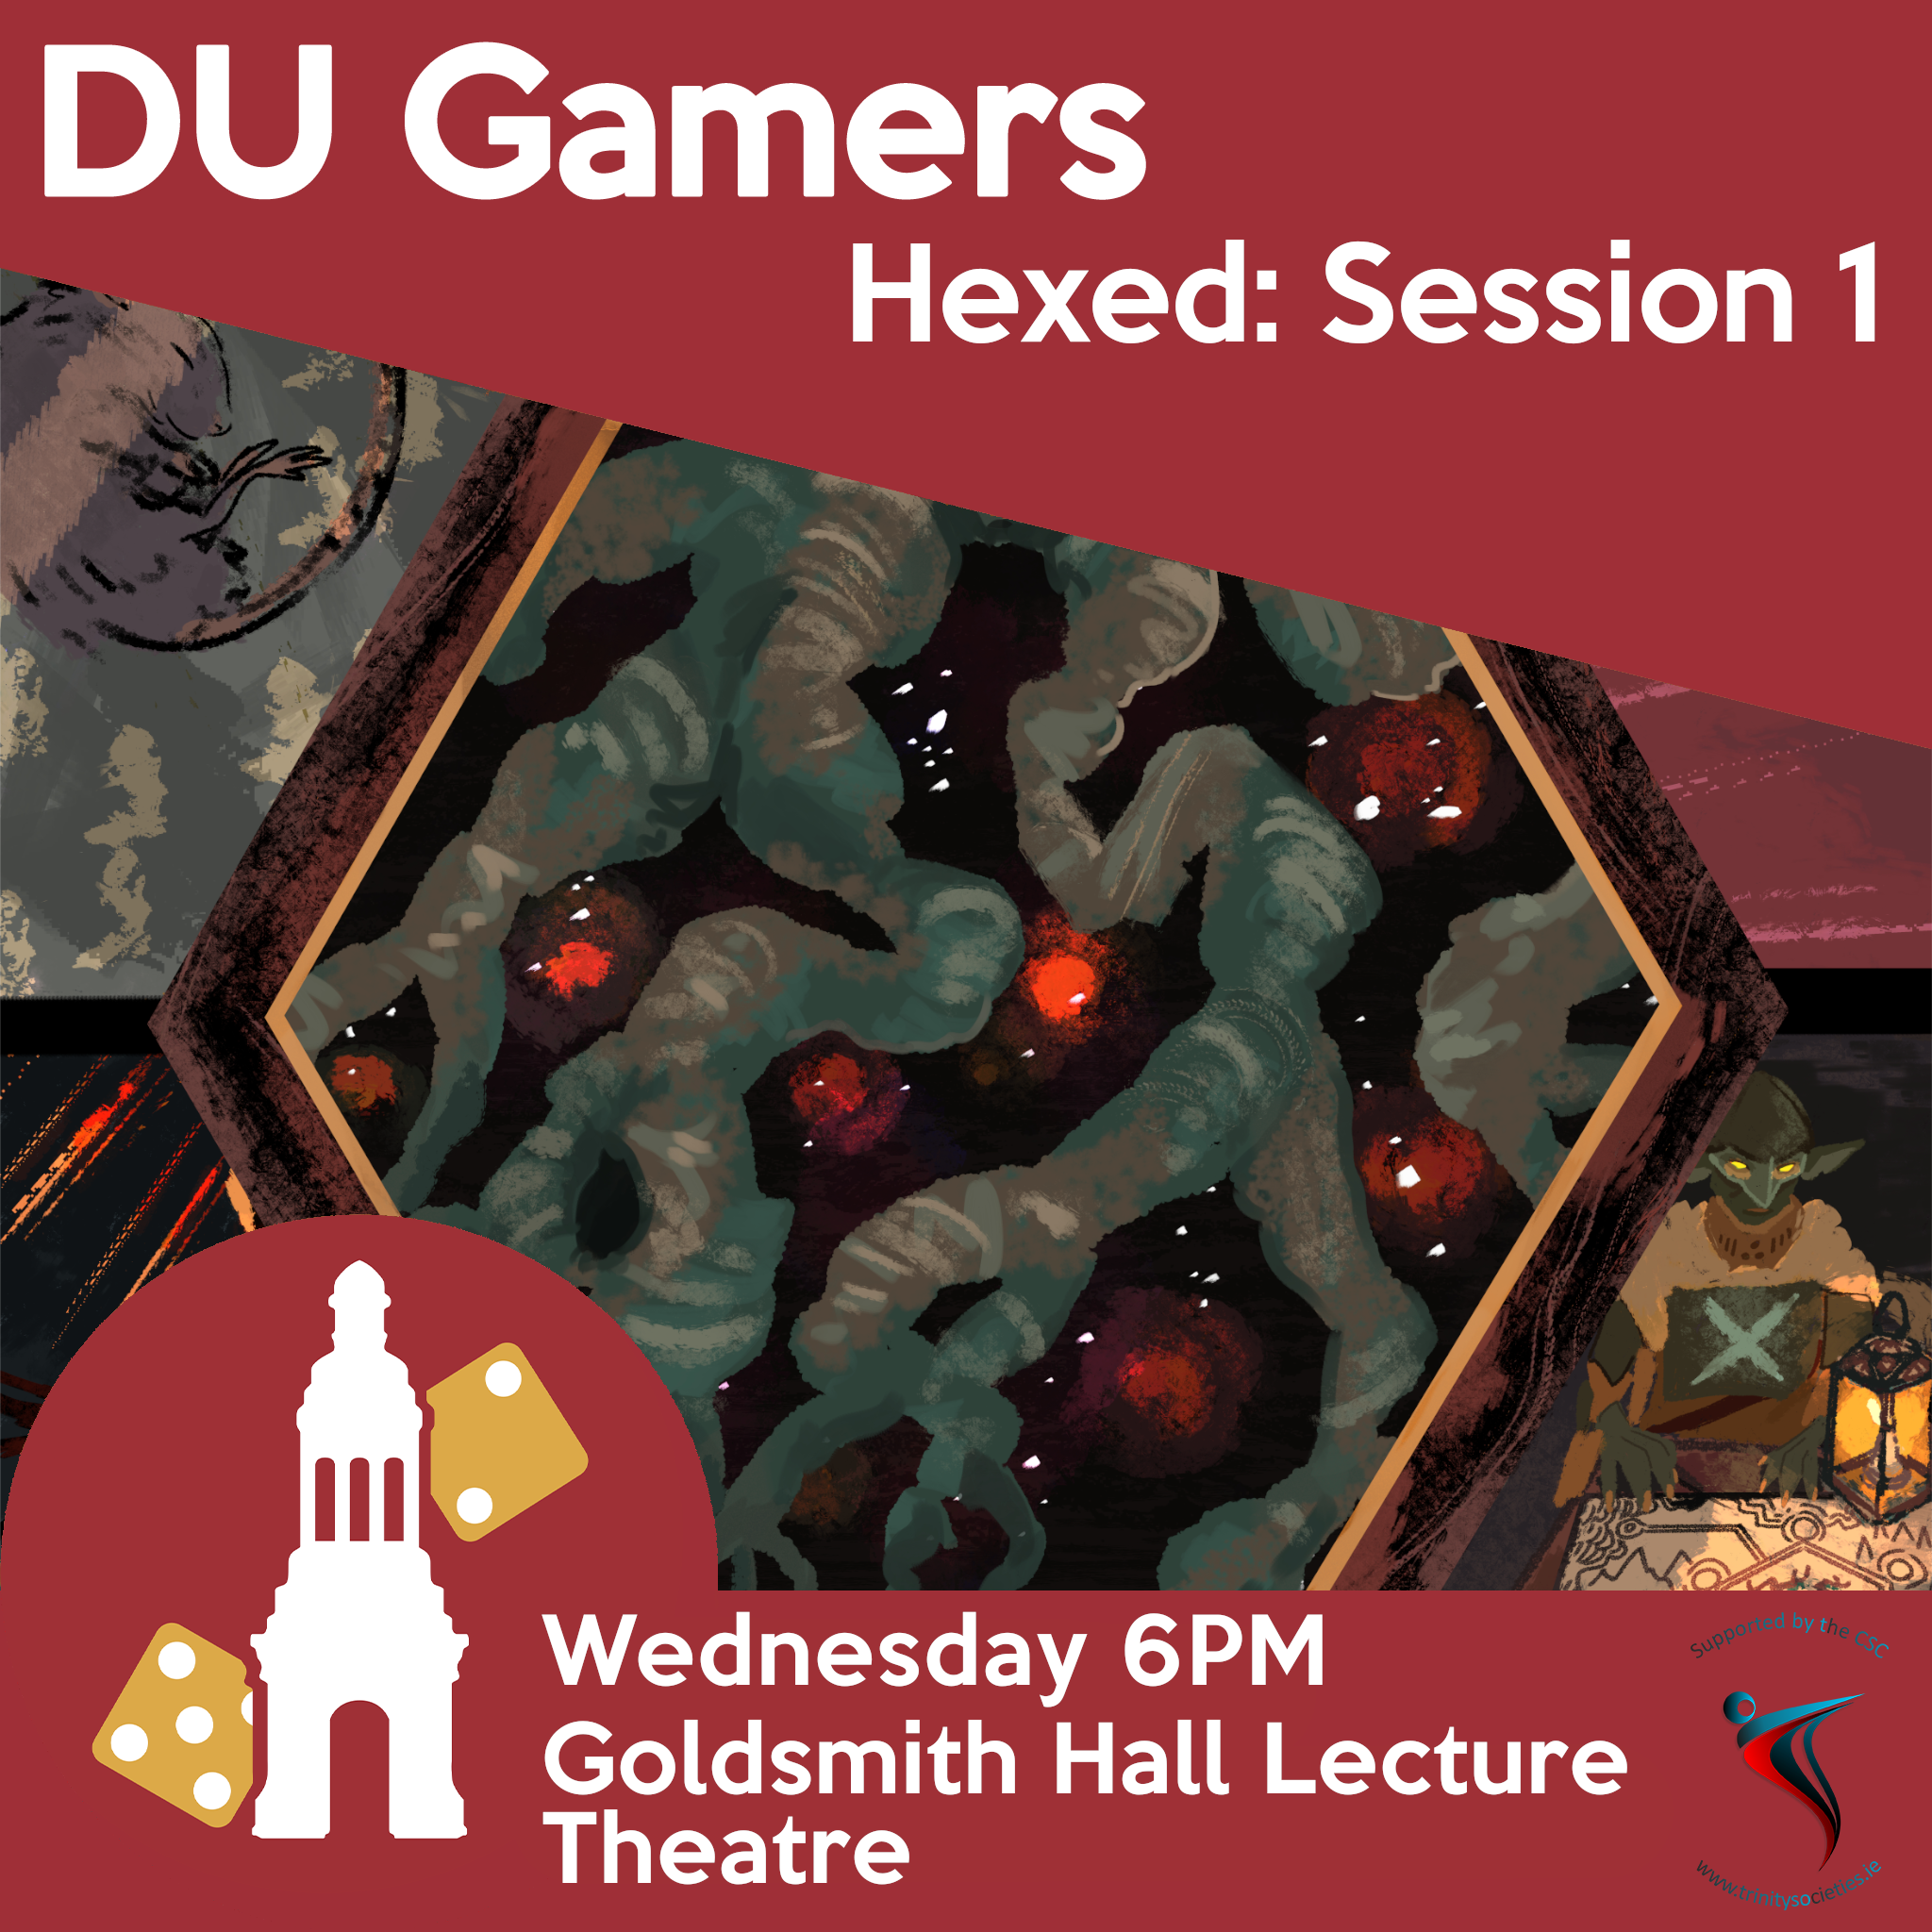 DU Gamers
Hexed: Session 1
Wednesday 6PM
Goldsmith Hall Lecture
Theatre
Supported by the CSC
www.trinitysocieties.ie